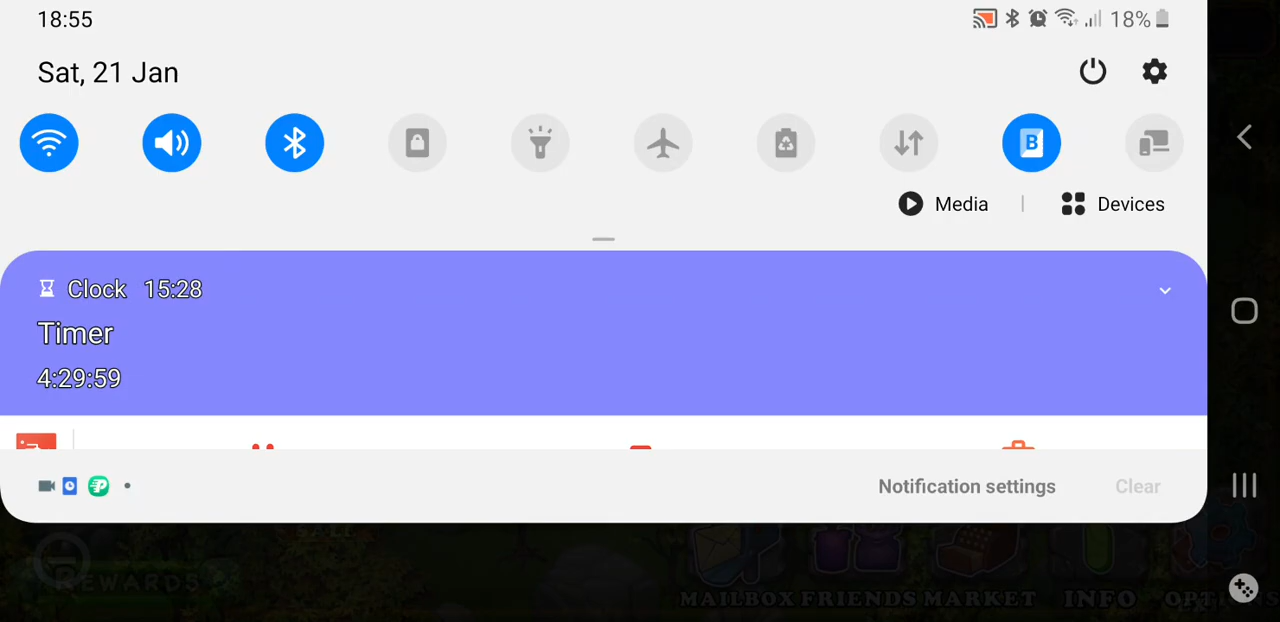 18:55
18%
Sat, 21 Jan
B
Media | Devices
Clock 15:28
Timer
4:29:59
Notification settings Clear
REWARDS
MAILBOX FRIENDS MARKET INFO